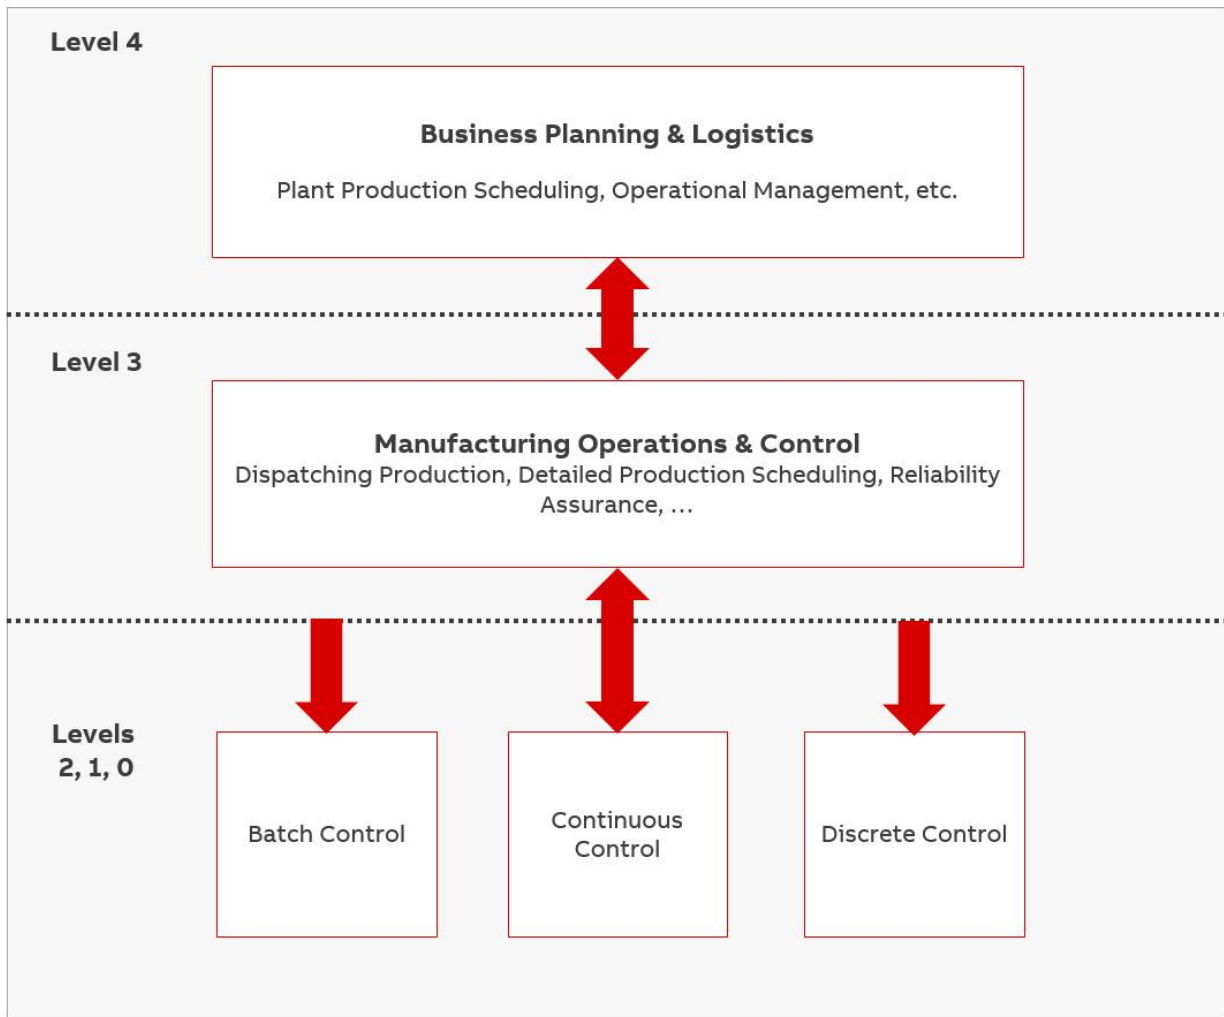 Level 4
Business Planning & Logistics
Plant Production Scheduling, Operational Management, etc.
Level 3
Manufacturing Operations & Control
Dispatching Production, Detailed Production Scheduling, Reliability
Assurance, ...
Levels
2, 1, 0
Batch Control
Continuous
Control
Discrete Control